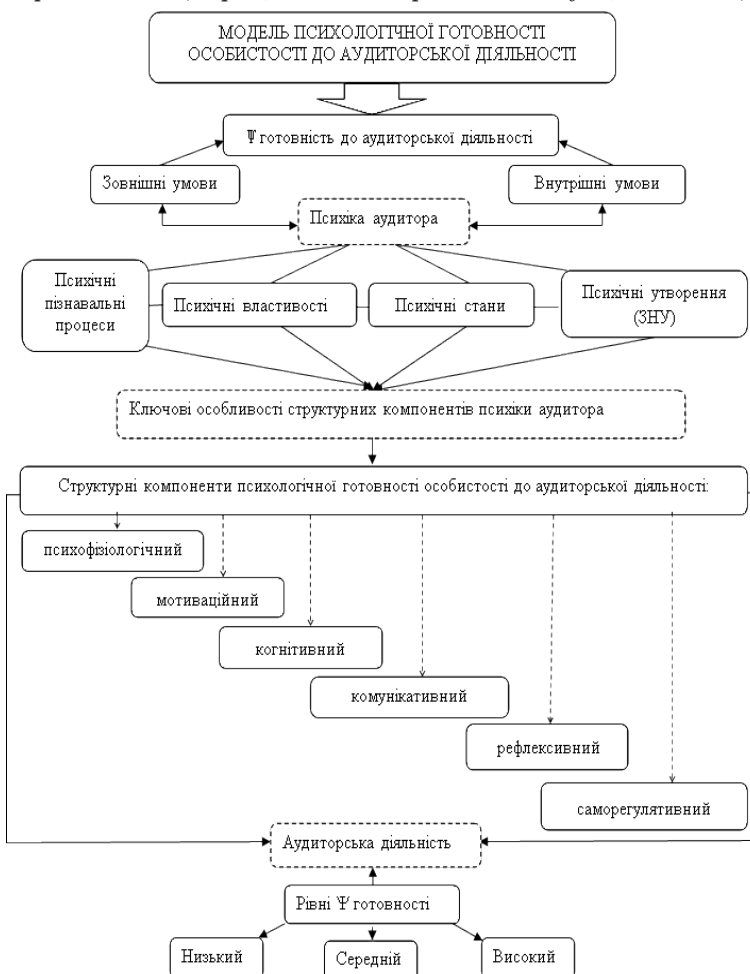 МОДЕЛЬ ПСИХОЛОГІЧНОЇ ГОТОВНОСТІ
ОСОБИСТОСТІ ДО АУДИТОРСЬКОЇ ДІЯЛЬНОСТІ
Ψ готовність до аудиторської діяльності
Зовнішні умови
Внутрішні умови
Психіка аудитора
Психічні
пізнавальні
процеси
Психічні властивості
Психічні стани
Психічні утворення
(ЗНУ)
Ключові особливості структурних компонентів психіки аудитора
Структурні компоненти психологічної готовності особистості до аудиторської діяльності:
психофізіологічний
мотиваційний
когнітивний
комунікативний
рефлексивний
саморегулятивний
Аудиторська діяльність
Рівні Ψ готовності
Низький
Середній
Високий